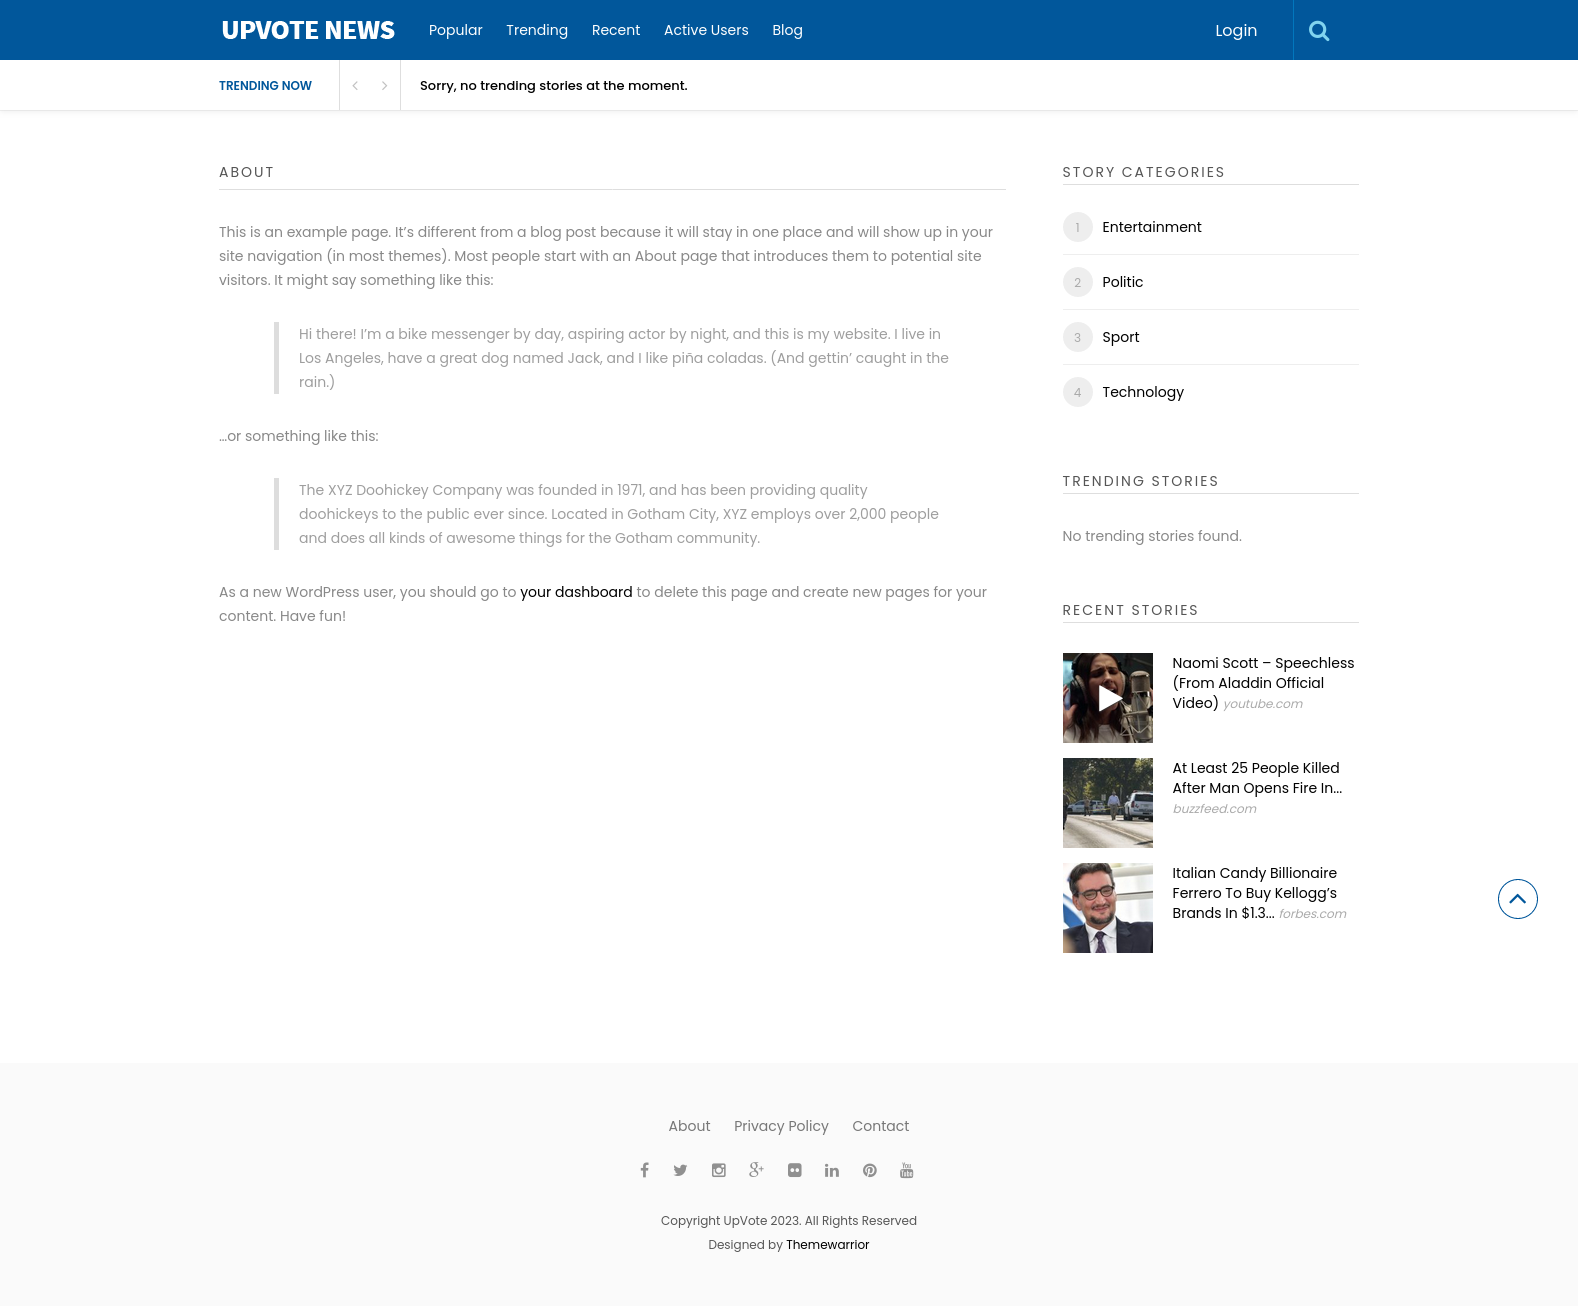 UPVOTE NEWS
Popular
Trending
Recent
Active Users
Blog
Login
TRENDING NOW
Sorry, no trending stories at the moment.
ABOUT
This is an example page. It’s different from a blog post because it will stay in one place and will show up in your
site navigation (in most themes). Most people start with an About page that introduces them to potential site
visitors. It might say something like this:
Hi there! I’m a bike messenger by day, aspiring actor by night, and this is my website. I live in
Los Angeles, have a great dog named Jack, and I like piña coladas. (And gettin’ caught in the
rain.)
…or something like this:
The XYZ Doohickey Company was founded in 1971, and has been providing quality
doohickeys to the public ever since. Located in Gotham City, XYZ employs over 2,000 people
and does all kinds of awesome things for the Gotham community.
As a new WordPress user, you should go to your dashboard to delete this page and create new pages for your
content. Have fun!
STORY CATEGORIES
1 Entertainment
2 Politic
3 Sport
4 Technology
TRENDING STORIES
No trending stories found.
RECENT STORIES
Naomi Scott – Speechless
(From Aladdin Official
Video) youtube.com
At Least 25 People Killed
After Man Opens Fire In...
buzzfeed.com
Italian Candy Billionaire
Ferrero To Buy Kellogg’s
Brands In $1.3... forbes.com
About
Privacy Policy
Contact
Copyright UpVote 2023. All Rights Reserved
Designed by Themewarrior